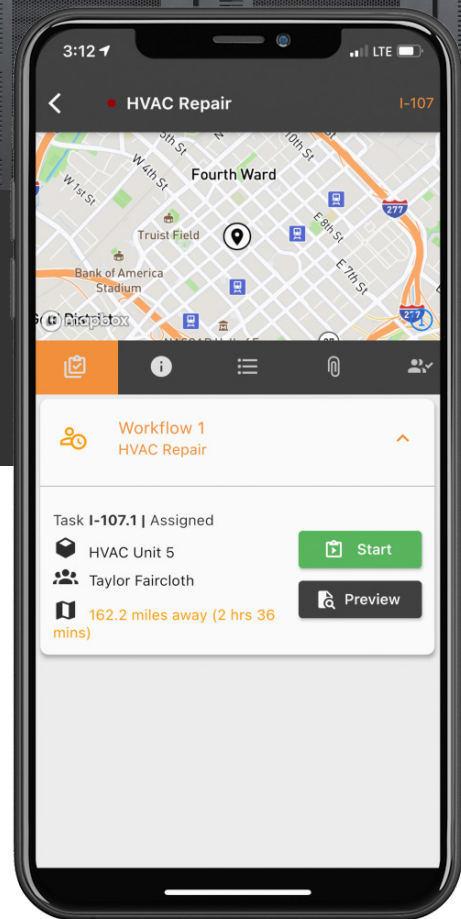 3:12
LTE
HVAC Repair
I-107
5th St
10th St
W 4th St
Fourth Ward
W 1st St
277
E 8th St
Truist Field
Bank of America
Stadium
E 7th St
277
mapbox
Workflow 1
HVAC Repair
Task I-107.1 | Assigned
HVAC Unit 5
Start
Taylor Faircloth
Preview
162.2 miles away (2 hrs 36
mins)